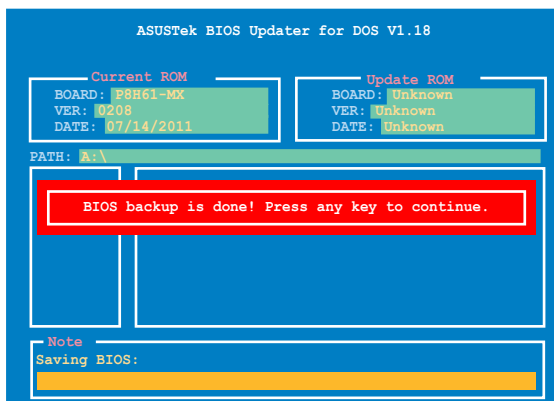 ASUSTek BIOS Updater for DOS V1.18
Current ROM
BOARD: P8H61-MX
VER: 0208
DATE: 07/14/2011
Update ROM
BOARD: Unknown
VER: Unknown
DATE: Unknown
PATH: A:\
BIOS backup is done! Press any key to continue.
Note
Saving BIOS: